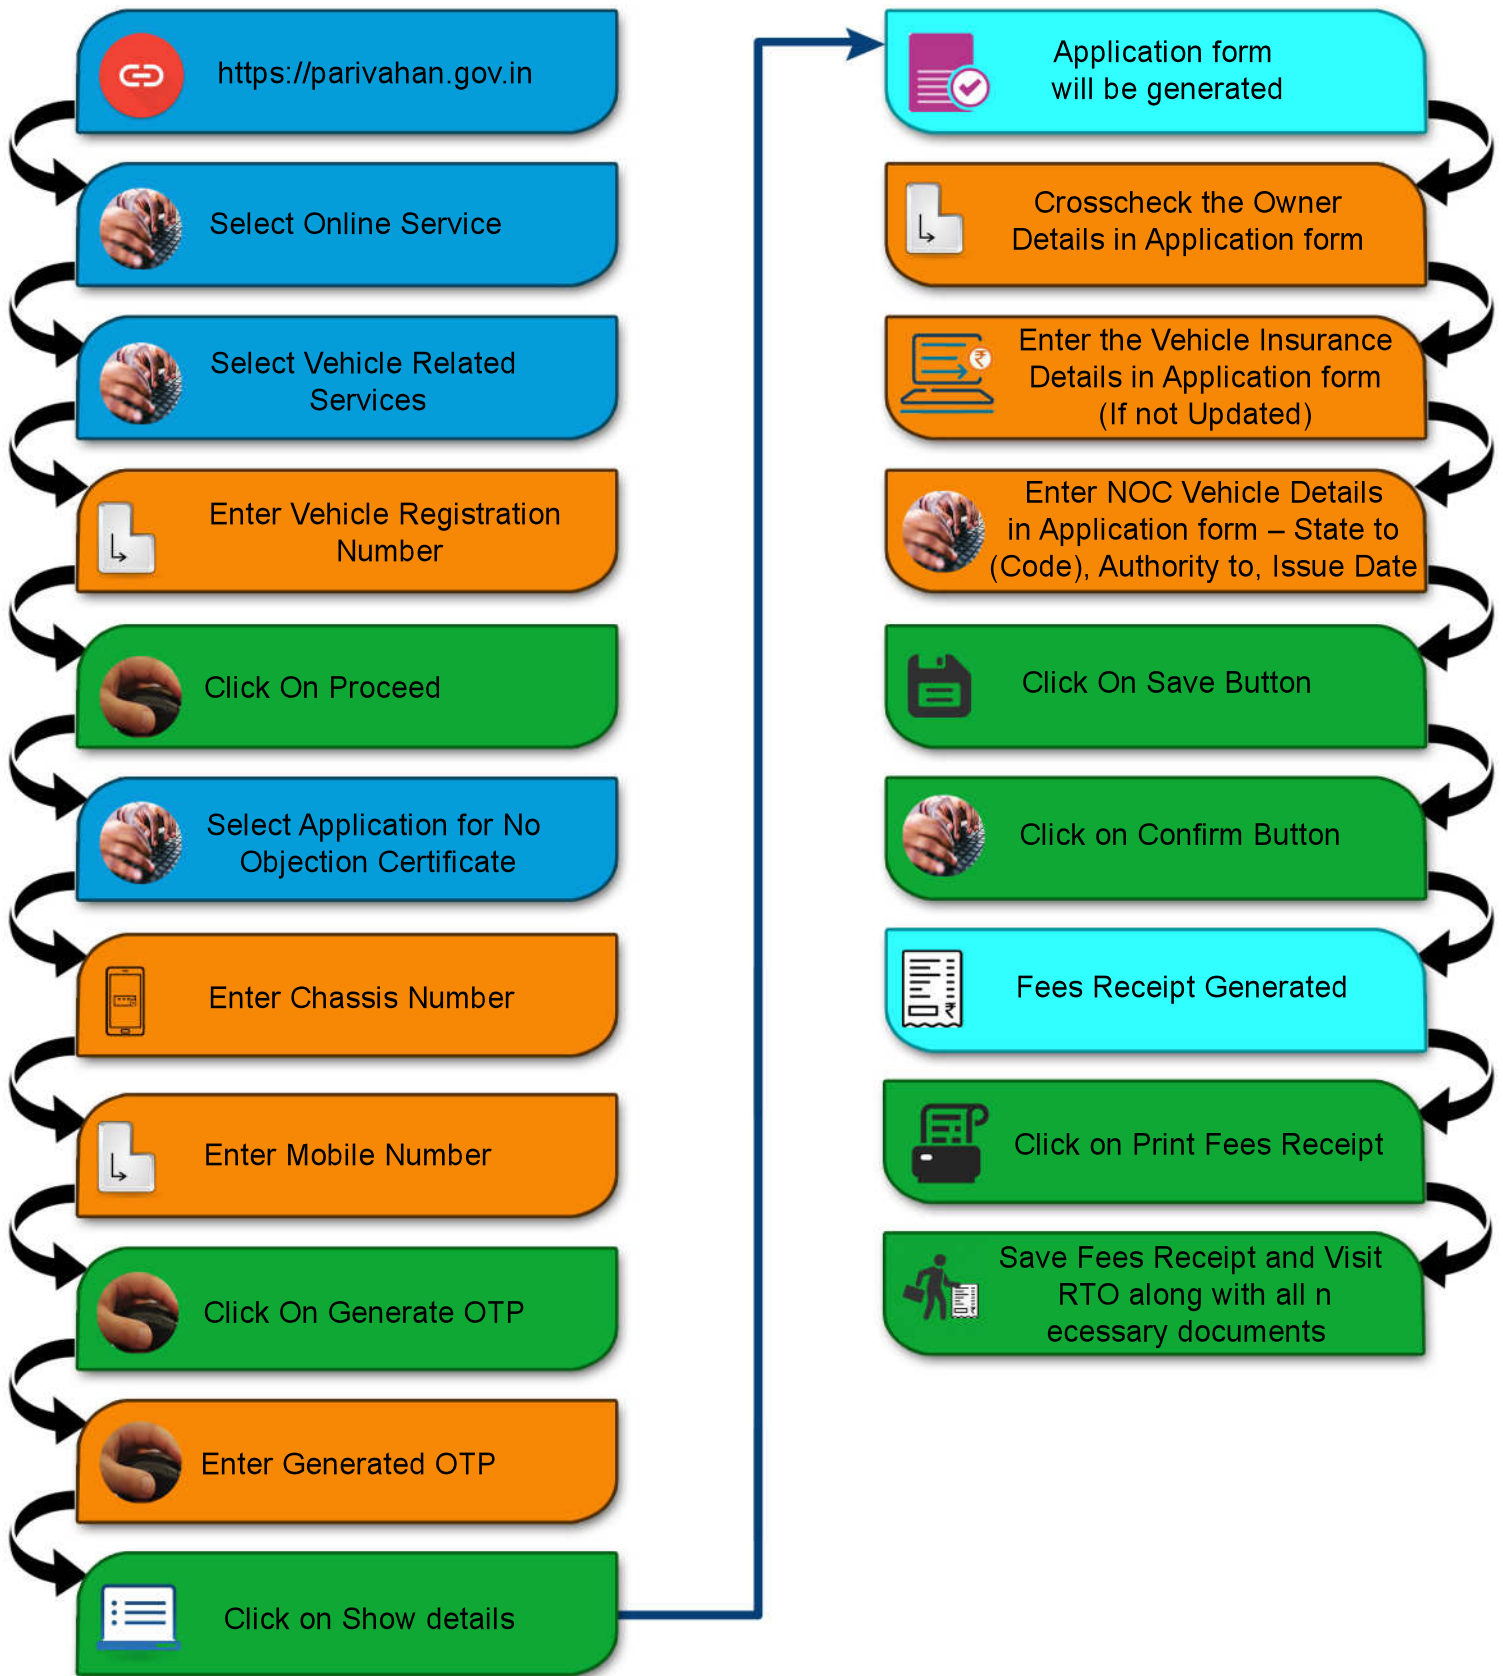 https://parivahan.gov.in
Select Online Service
Select Vehicle Related
Services
Enter Vehicle Registration
Number
Click On Proceed
Select Application for No
Objection Certificate
Enter Chassis Number
Enter Mobile Number
Click On Generate OTP
Enter Generated OTP
Click on Show details
Application form
will be generated
Crosscheck the Owner
Details in Application form
Enter the Vehicle Insurance
Details in Application form
(If not Updated)
Enter NOC Vehicle Details
in Application form – State to
(Code), Authority to, Issue Date
Click On Save Button
Click on Confirm Button
Fees Receipt Generated
Click on Print Fees Receipt
Save Fees Receipt and Visit
RTO along with all n
ecessary documents